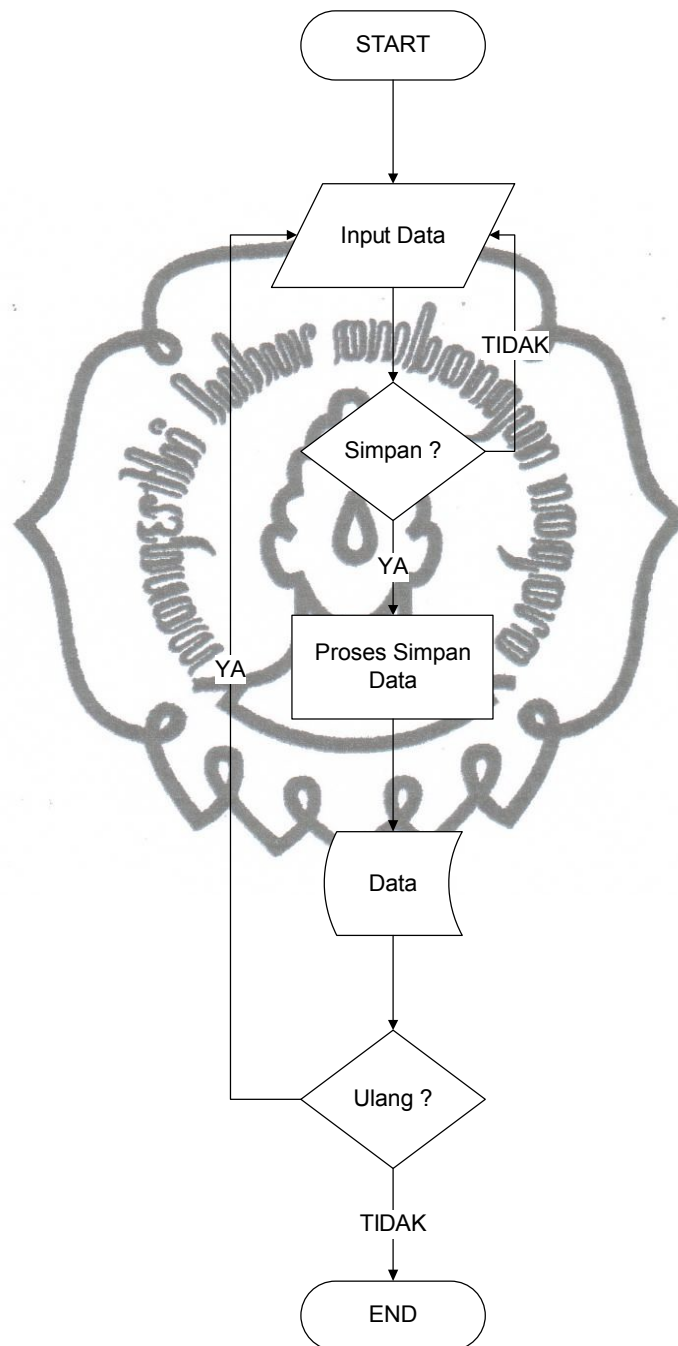 START
Input Data
TIDAK
Simpan ?
YA
Proses Simpan
Data
YA
Data
Ulang ?
TIDAK
END